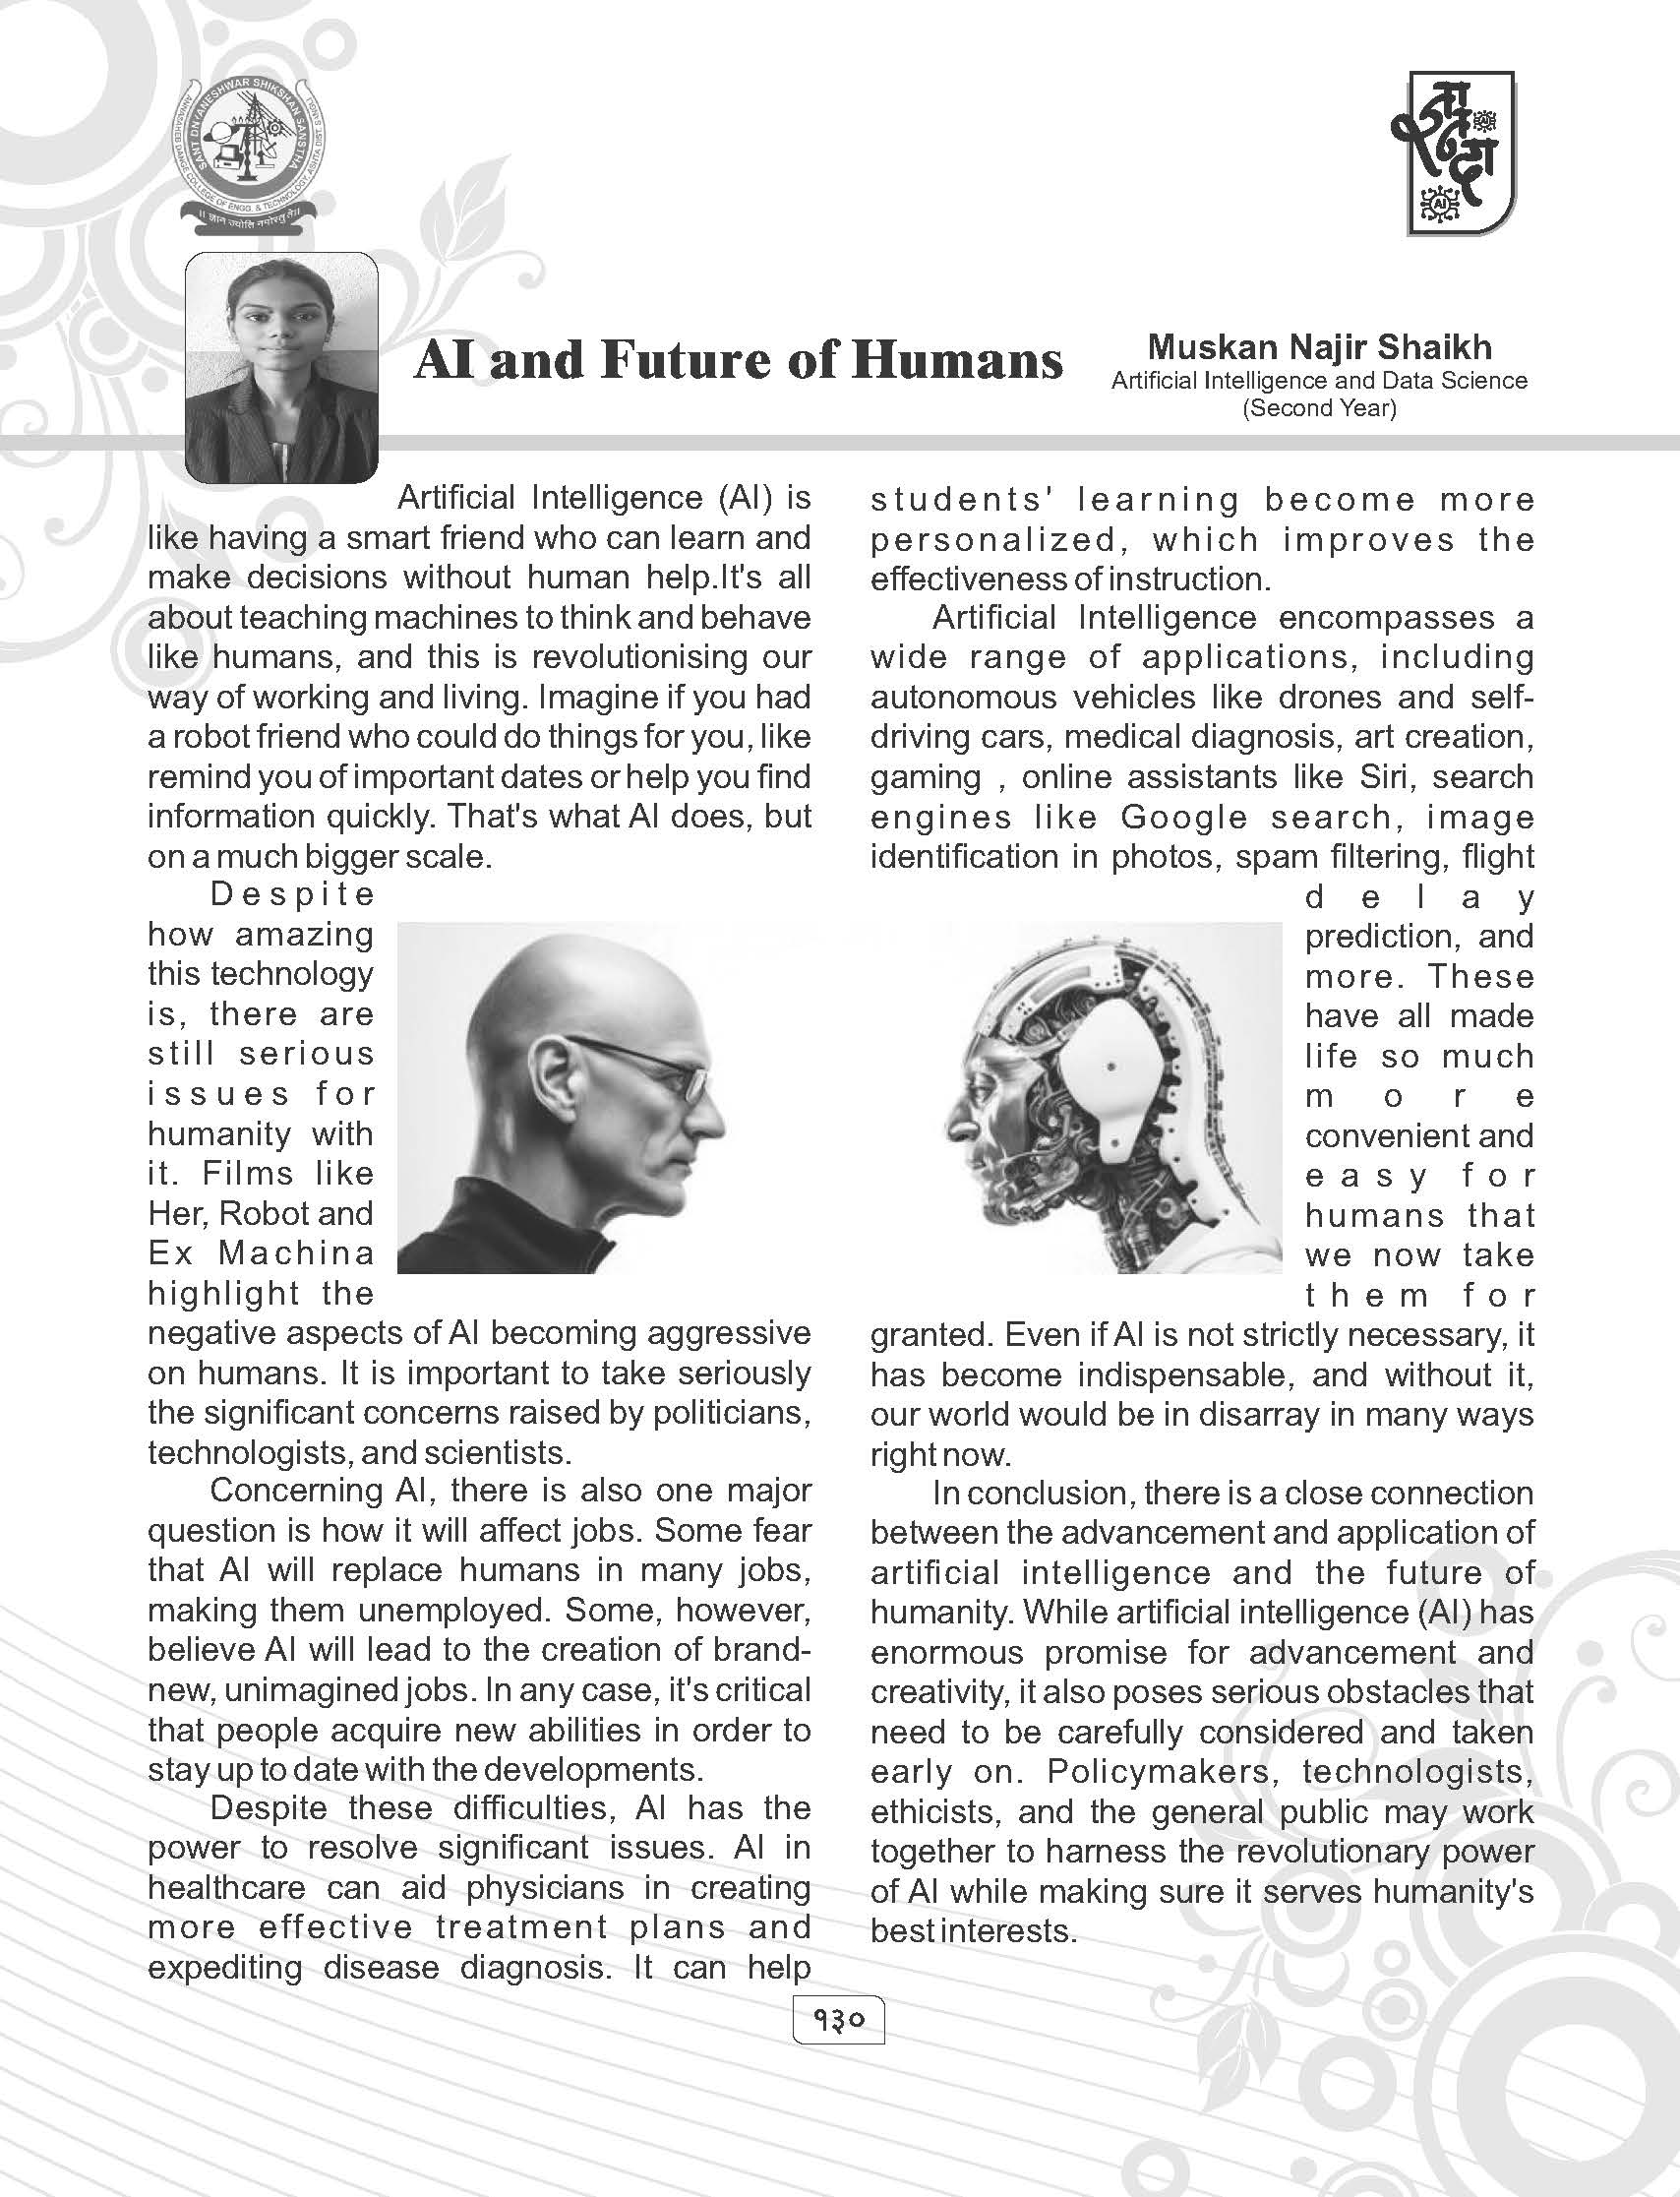 SANT DNYANESHWAR SHIKSHAN SANSTHA
ANNASAHEB DANGE COLLEGE OF ENGG. & TECHNOLOGY, ASHTA DIST. SANGLI
॥ ज्ञान ज्योति नमोस्तु ते॥
AI
AI
AI and Future of Humans
Muskan Najir Shaikh
Artificial Intelligence and Data Science
(Second Year)
Artificial Intelligence (AI) is
like having a smart friend who can learn and
make decisions without human help.It's all
about teaching machines to think and behave
like humans, and this is revolutionising our
way of working and living. Imagine if you had
a robot friend who could do things for you, like
remind you of important dates or help you find
information quickly. That's what AI does, but
on a much bigger scale.
Despite
how amazing
this technology
is, there are
still serious
issues for
humanity with
it. Films like
Her, Robot and
Ex Machina
highlight the
negative aspects of AI becoming aggressive
on humans. It is important to take seriously
the significant concerns raised by politicians,
technologists, and scientists.
Concerning AI, there is also one major
question is how it will affect jobs. Some fear
that AI will replace humans in many jobs,
making them unemployed. Some, however,
believe AI will lead to the creation of brand-
new, unimagined jobs. In any case, it's critical
that people acquire new abilities in order to
stay up to date with the developments.
Despite these difficulties, AI has the
power to resolve significant issues. AI in
healthcare can aid physicians in creating
more effective treatment plans and
expediting disease diagnosis. It can help
students' learning become more
personalized, which improves the
effectiveness of instruction.
Artificial Intelligence encompasses a
wide range of applications, including
autonomous vehicles like drones and self-
driving cars, medical diagnosis, art creation,
gaming , online assistants like Siri, search
engines like Google search, image
identification in photos, spam filtering, flight
delay
prediction, and
more. These
have all made
life so much
more
convenient and
easy for
humans that
we now take
them for
granted. Even if AI is not strictly necessary, it
has become indispensable, and without it,
our world would be in disarray in many ways
right now.
In conclusion, there is a close connection
between the advancement and application of
artificial intelligence and the future of
humanity. While artificial intelligence (AI) has
enormous promise for advancement and
creativity, it also poses serious obstacles that
need to be carefully considered and taken
early on. Policymakers, technologists,
ethicists, and the general public may work
together to harness the revolutionary power
of AI while making sure it serves humanity's
best interests.
१३०